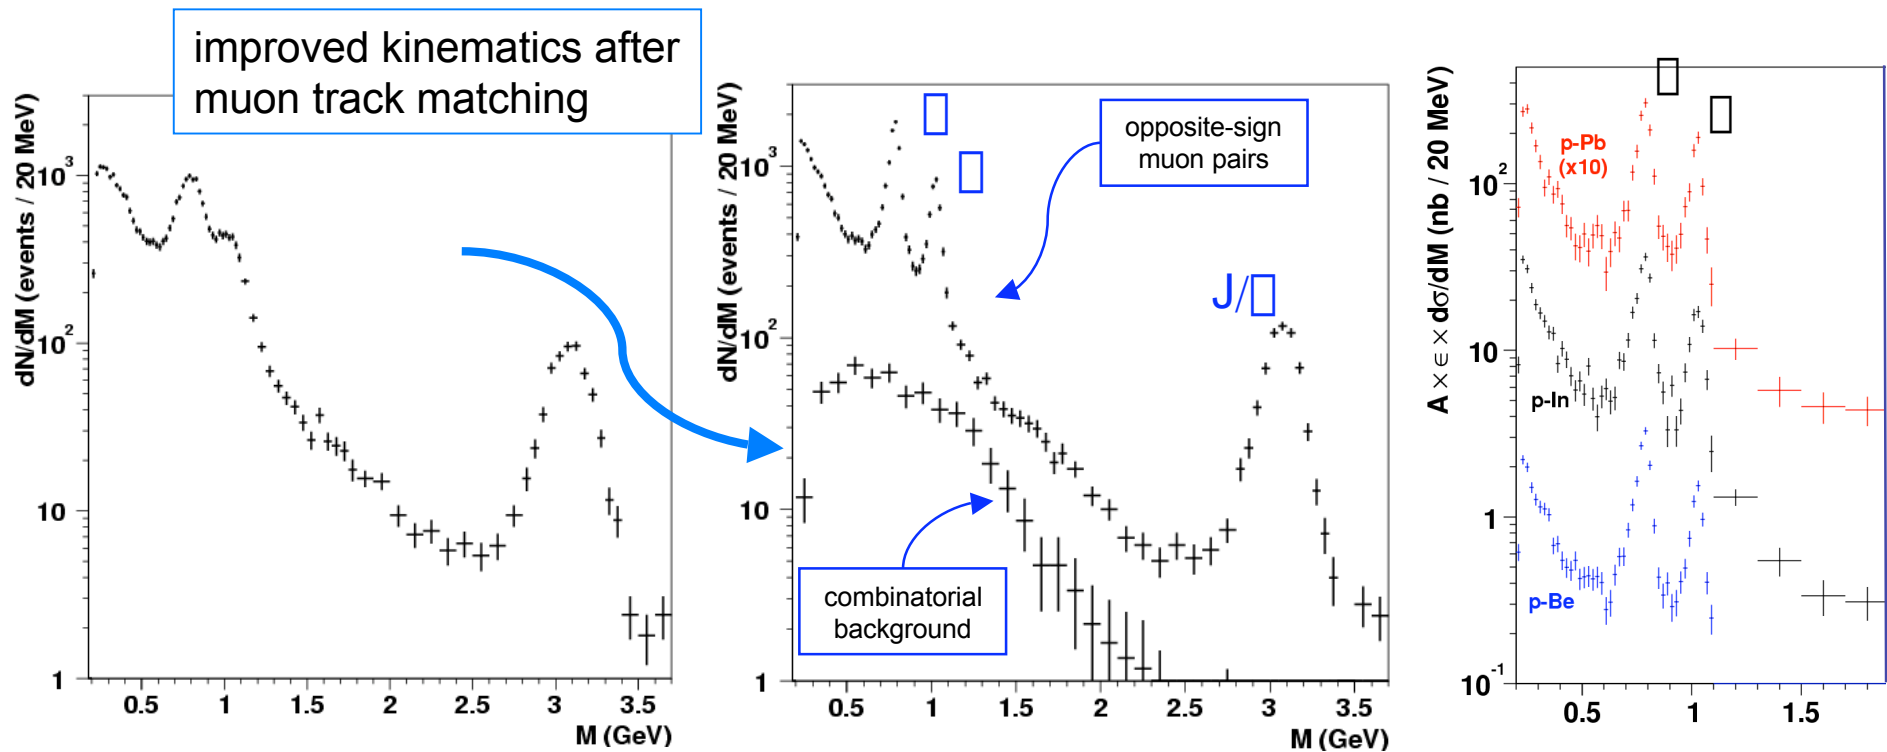 improved kinematics after
muon track matching
dN/dM (events / 20 MeV)
10³
10²
10
1
0.5
1
1.5
2
2.5
3
3.5
M (GeV)
dN/dM (events / 20 MeV)
10³
10²
10
1
opposite-sign
muon pairs
J/
combinatorial
background
0.5
1
1.5
2
2.5
3
3.5
M (GeV)
A × ∈ × dσ/dM (nb / 20 MeV)
10²
10
1
10⁻¹
p-Pb
(x10)
p-In
p-Be
0.5
1
1.5